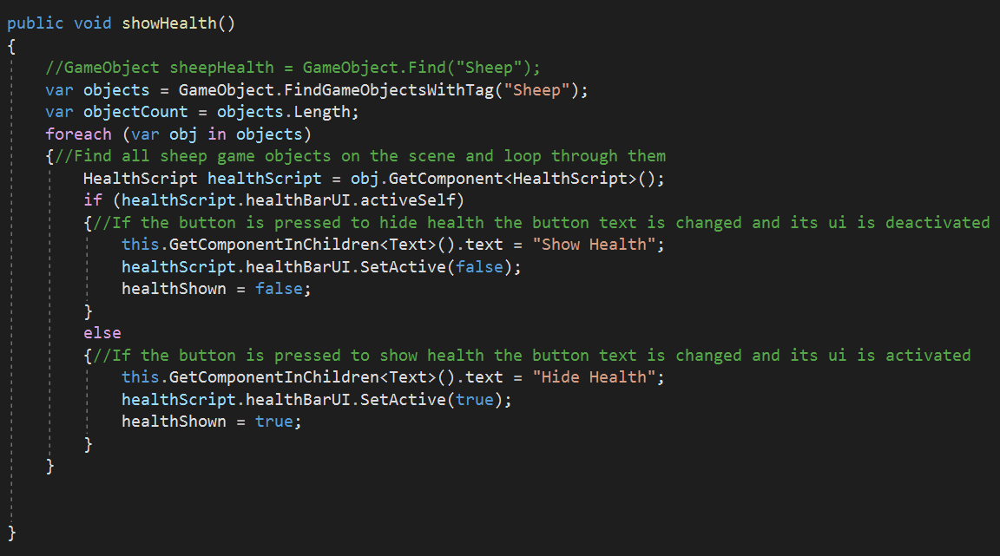 public void showHealth()
{
//GameObject sheepHealth = GameObject.Find("Sheep");
var objects = GameObject.FindGameObjectsWithTag("Sheep");
var objectCount = objects.Length;
foreach (var obj in objects)
{//Find all sheep game objects on the scene and loop through them
HealthScript healthScript = obj.GetComponent<HealthScript>();
if (healthScript.healthBarUI.activeSelf)
{//If the button is pressed to hide health the button text is changed and its ui is deactivated
this.GetComponentInChildren<Text>().text = "Show Health";
healthScript.healthBarUI.SetActive(false);
healthShown = false;
}
else
{//If the button is pressed to show health the button text is changed and its ui is activated
this.GetComponentInChildren<Text>().text = "Hide Health";
healthScript.healthBarUI.SetActive(true);
healthShown = true;
}
}
}